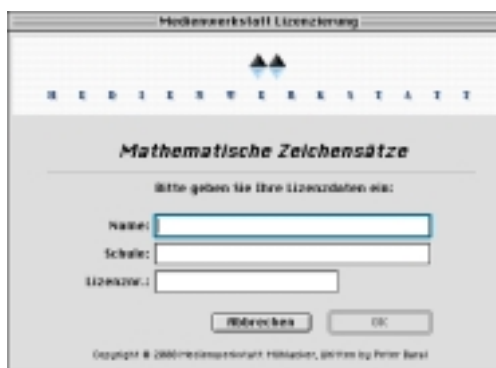 Medienwerkstatt Lizenzierung
MEDIENWERKSTATT
Mathematische Zeichensätze
Bitte geben Sie Ihre Lizenzdaten ein:
Name:
Schule:
Lizenznr.:
Abbrechen OK
Copyright © 2000 Medienwerkstatt Mühlacker, Written by Peter